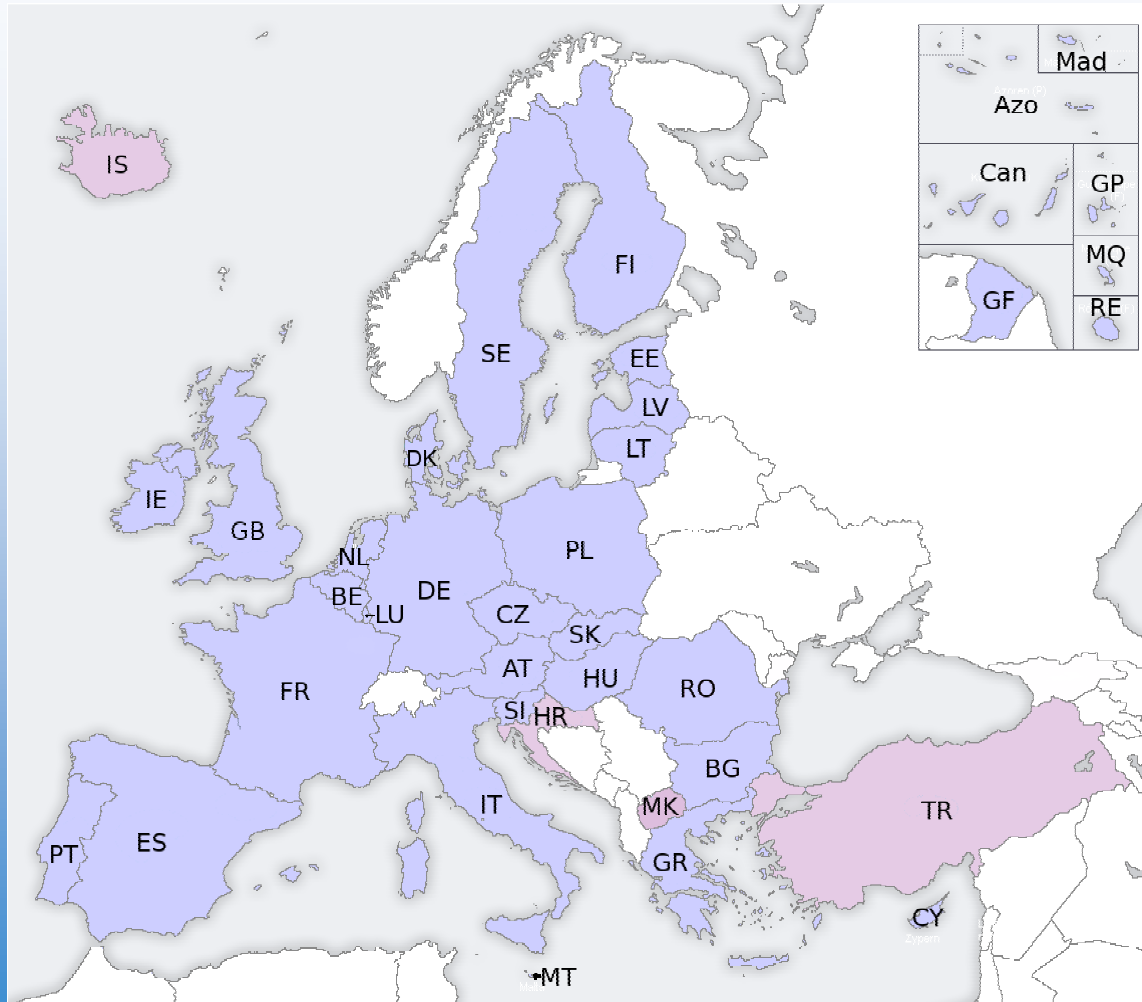 Mad
Azo
Can
GP
MQ
GF
RE
IS
FI
SE
EE
LV
LT
DK
IE
GB
NL
PL
BE
DE
LU
CZ
SK
AT
HU
FR
RO
SI
HR
BG
MK
IT
TR
ES
PT
GR
CY
Zypern
MT